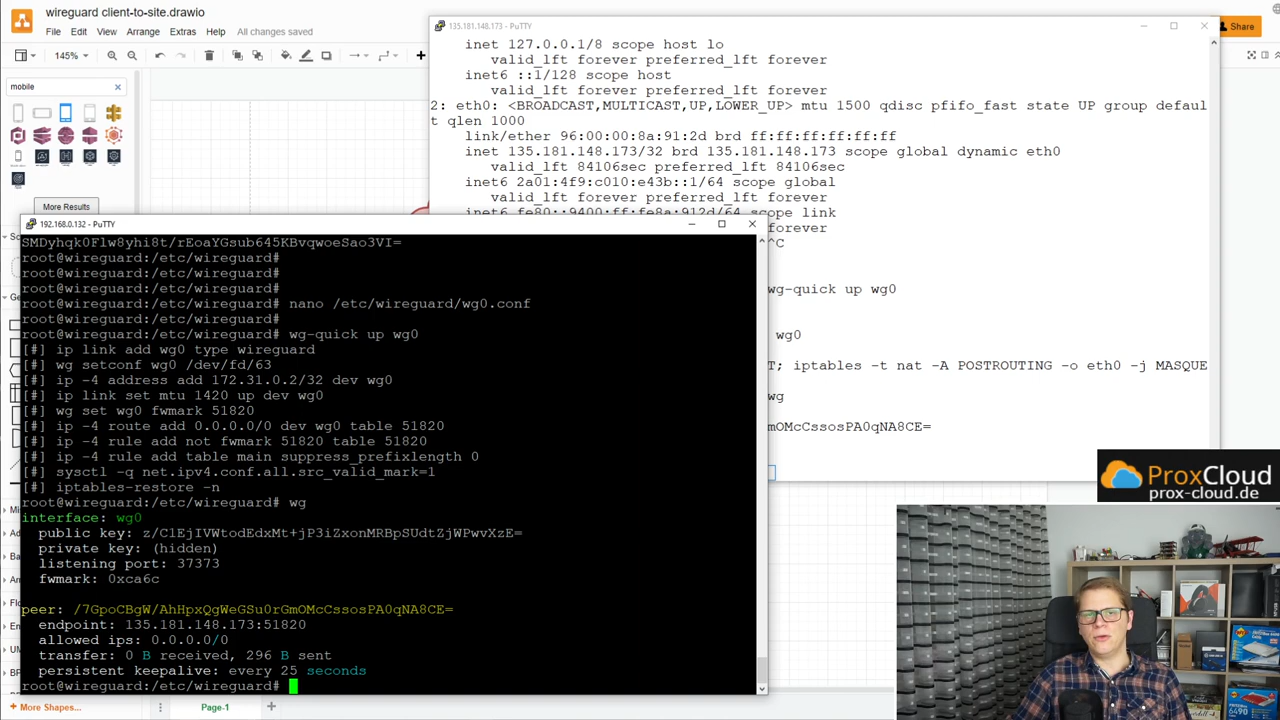 wireguard client-to-site.drawio
File Edit View Arrange Extras Help All changes saved
Share
145%
mobile
More Results
More Shapes...
Page-1
135.181.148.173 - PuTTY
inet 127.0.0.1/8 scope host lo
valid_lft forever preferred_lft forever
inet6 ::1/128 scope host
valid_lft forever preferred_lft forever
2: eth0: <BROADCAST,MULTICAST,UP,LOWER_UP> mtu 1500 qdisc pfifo_fast state UP group defaul
t qlen 1000
link/ether 96:00:00:8a:91:2d brd ff:ff:ff:ff:ff:ff
inet 135.181.148.173/32 brd 135.181.148.173 scope global dynamic eth0
valid_lft 84106sec preferred_lft 84106sec
inet6 2a01:4f9:c010:e43b::1/64 scope global
valid_lft forever preferred_lft forever
inet6 fe80::9400:ff:fe8a:912d/64 scope link
forever
^C
wg-quick up wg0
wg0
T; iptables -t nat -A POSTROUTING -o eth0 -j MASQUE
wg
mOMcCssosPA0qNA8CE=
192.168.0.132 - PuTTY
SMDyhqk0Flw8yhi8t/rEoaYGsub645KBvqwoeSao3VI=
root@wireguard:/etc/wireguard#
root@wireguard:/etc/wireguard#
root@wireguard:/etc/wireguard#
root@wireguard:/etc/wireguard# nano /etc/wireguard/wg0.conf
root@wireguard:/etc/wireguard#
root@wireguard:/etc/wireguard# wg-quick up wg0
[#] ip link add wg0 type wireguard
[#] wg setconf wg0 /dev/fd/63
[#] ip -4 address add 172.31.0.2/32 dev wg0
[#] ip link set mtu 1420 up dev wg0
[#] wg set wg0 fwmark 51820
[#] ip -4 route add 0.0.0.0/0 dev wg0 table 51820
[#] ip -4 rule add not fwmark 51820 table 51820
[#] ip -4 rule add table main suppress_prefixlength 0
[#] sysctl -q net.ipv4.conf.all.src_valid_mark=1
[#] iptables-restore -n
root@wireguard:/etc/wireguard# wg
interface: wg0
public key: z/ClEjIVWtodEdxMt+jP3iZxonMRBpSUdtZjWPwvXzE=
private key: (hidden)
listening port: 37373
fwmark: 0xca6c
peer: /7GpoCBgW/AhHpxQgWeGSu0rGmOMcCssosPA0qNA8CE=
endpoint: 135.181.148.173:51820
allowed ips: 0.0.0.0/0
transfer: 0 B received, 296 B sent
persistent keepalive: every 25 seconds
root@wireguard:/etc/wireguard#
ProxCloud
prox-cloud.de
6490